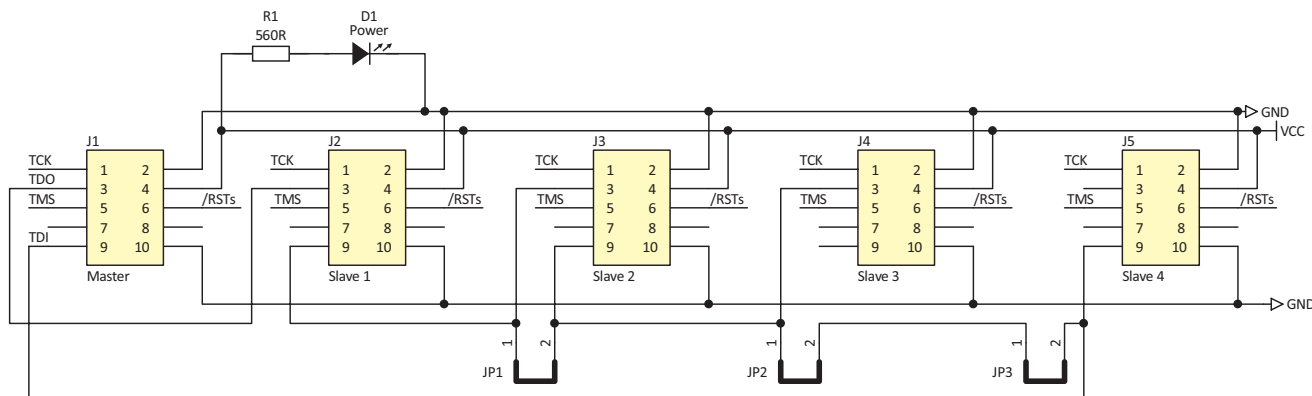 R1
560R
D1
Power
GND
VCC
J1
TCK
TDO
TMS
TDI
1 2
3 4
5 6
7 8
9 10
/RSTs
Master
J2
TMS
1 2
3 4
5 6
7 8
9 10
/RSTs
Slave 1
J3
TCK
TMS
1 2
3 4
5 6
7 8
9 10
/RSTs
Slave 2
J4
TCK
TMS
1 2
3 4
5 6
7 8
9 10
/RSTs
Slave 3
J5
TCK
TMS
1 2
3 4
5 6
7 8
9 10
/RSTs
Slave 4
TCK
GND
JP1
1 2
JP2
1 2
JP3
1 2